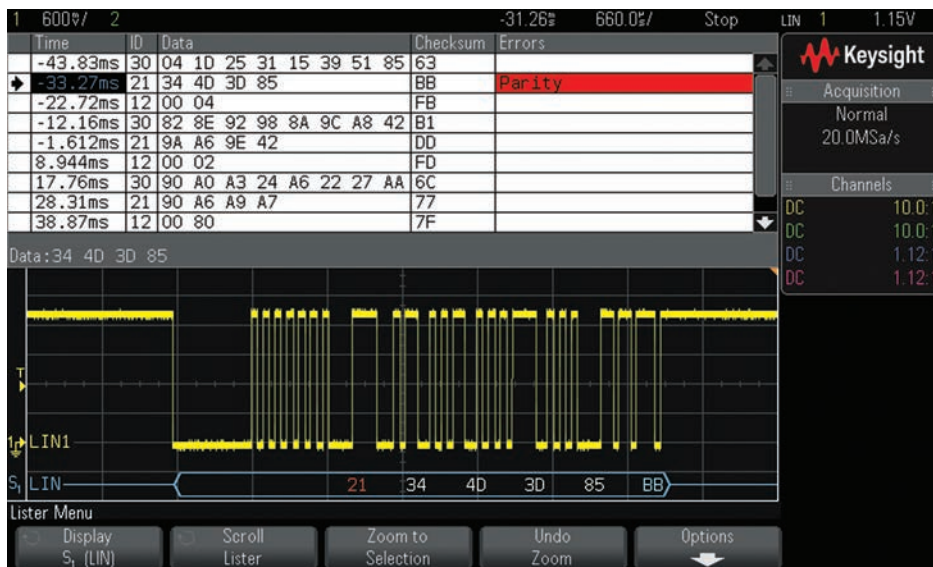 1 600mV/ 2 -31.26ms 660.0us/ Stop LIN 1 1.15V
Time ID Data Checksum Errors
-43.83ms 30 04 1D 25 31 15 39 51 85 63
-33.27ms 21 34 4D 3D 85 BB Parity
-22.72ms 12 00 04 FB
-12.16ms 30 82 8E 92 98 8A 9C A8 42 B1
-1.612ms 21 9A A6 9E 42 DD
8.944ms 12 00 02 FD
17.76ms 30 90 A0 A3 24 A6 22 27 AA 6C
28.31ms 21 90 A6 A9 A7 77
38.87ms 12 00 80 7F
Data:34 4D 3D 85
Keysight
Acquisition
Normal
20.0MSa/s
Channels
DC 10.0:
DC 10.0:
DC 1.12:
DC 1.12:
T
1 LIN1
S1 LIN 21 34 4D 3D 85 BB
Lister Menu
Display
S1 (LIN)
Scroll
Lister
Zoom to
Selection
Undo
Zoom
Options